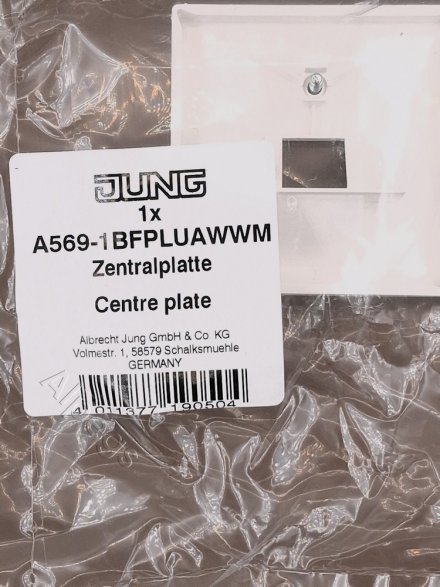 JUNG
1x
A569-1BFPLUAWWM
Zentralplatte
Centre plate
Albrecht Jung GmbH & Co. KG
Volmestr. 1, 58579 Schalksmuehle
GERMANY
4 011377 190504